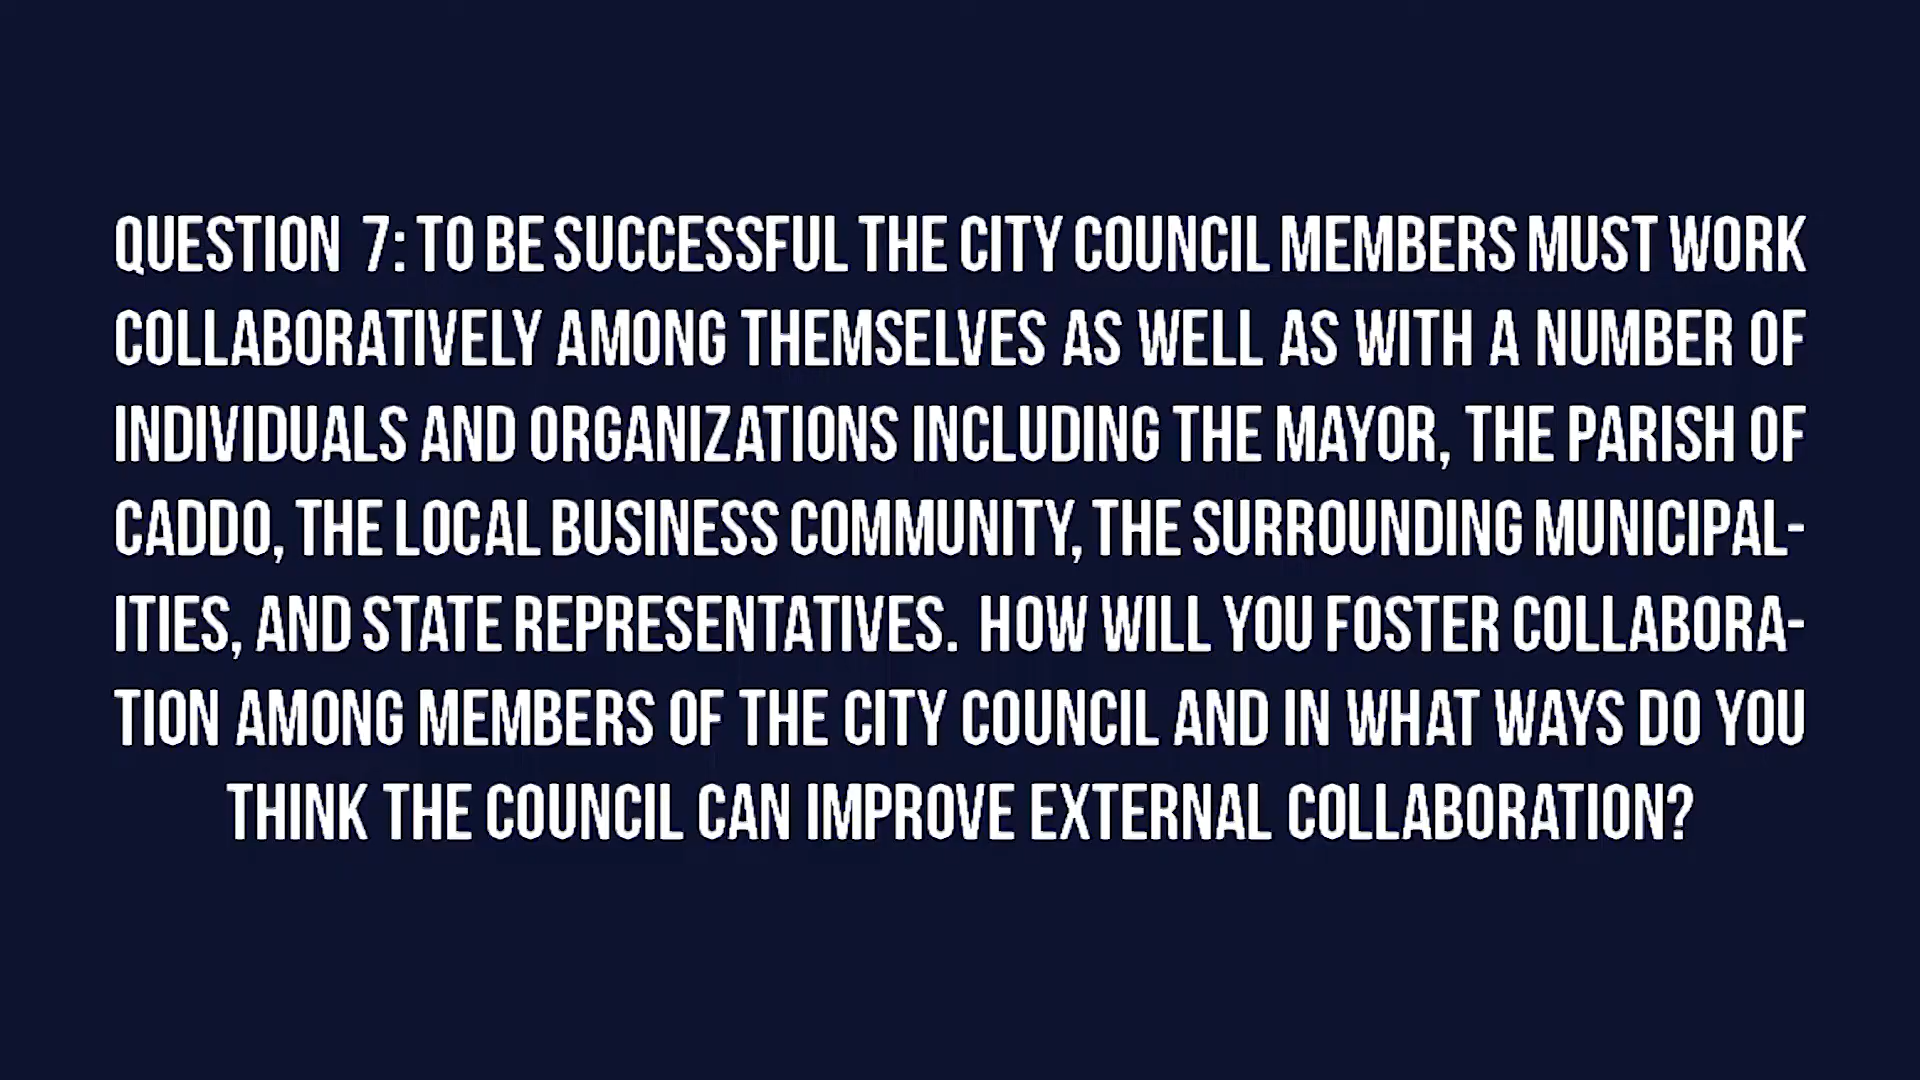 QUESTION 7: TO BE SUCCESSFUL THE CITY COUNCIL MEMBERS MUST WORK
COLLABORATIVELY AMONG THEMSELVES AS WELL AS WITH A NUMBER OF
INDIVIDUALS AND ORGANIZATIONS INCLUDING THE MAYOR, THE PARISH OF
CADDO, THE LOCAL BUSINESS COMMUNITY, THE SURROUNDING MUNICIPAL-
ITIES, AND STATE REPRESENTATIVES. HOW WILL YOU FOSTER COLLABORA-
TION AMONG MEMBERS OF THE CITY COUNCIL AND IN WHAT WAYS DO YOU
THINK THE COUNCIL CAN IMPROVE EXTERNAL COLLABORATION?